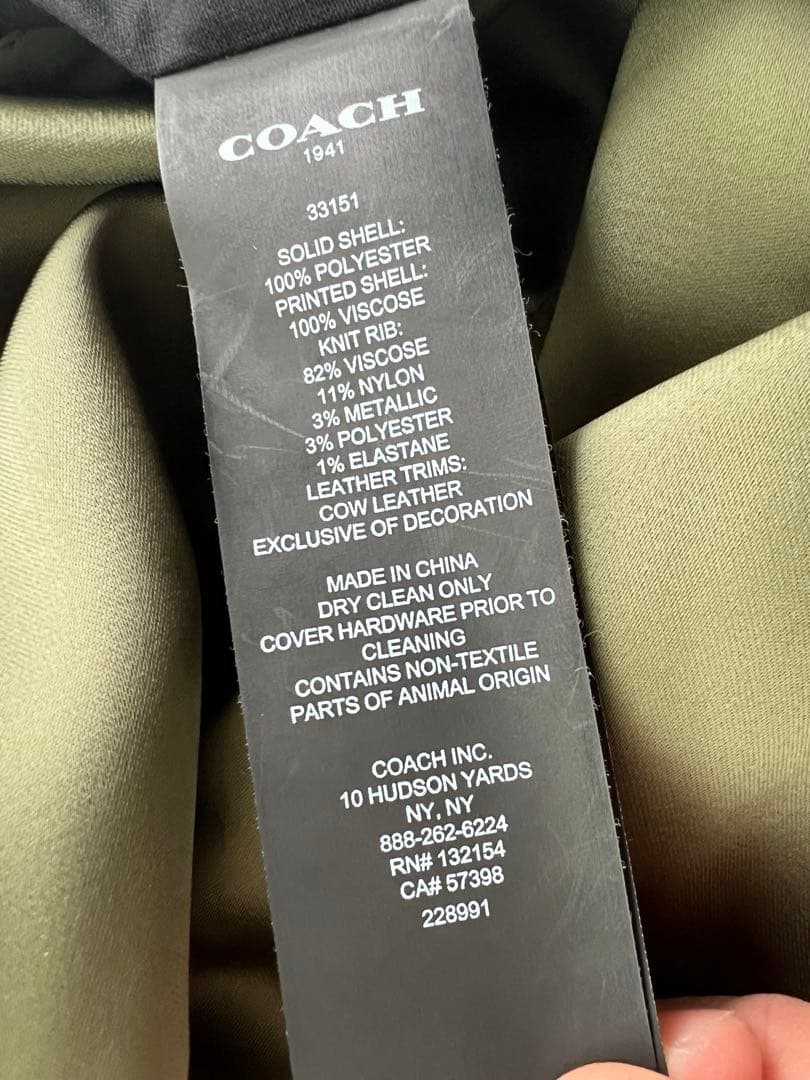 COACH
1941
33151
SOLID SHELL:
100% POLYESTER
PRINTED SHELL:
100% VISCOSE
KNIT RIB:
82% VISCOSE
11% NYLON
3% METALLIC
3% POLYESTER
1% ELASTANE
LEATHER TRIMS:
COW LEATHER
EXCLUSIVE OF DECORATION
MADE IN CHINA
DRY CLEAN ONLY
COVER HARDWARE PRIOR TO
CLEANING
CONTAINS NON-TEXTILE
PARTS OF ANIMAL ORIGIN
COACH INC.
10 HUDSON YARDS
NY, NY
888-262-6224
RN# 132154
CA# 57398
228991